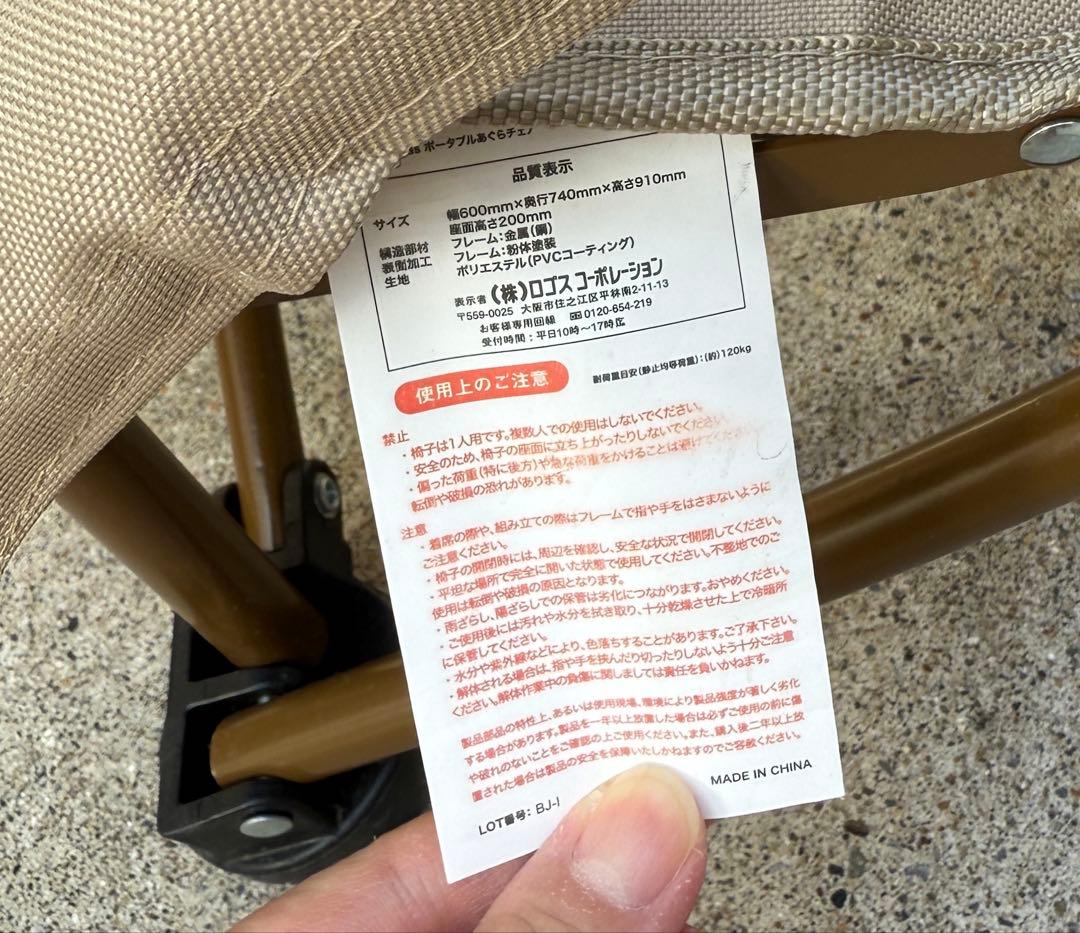 ポータブルあぐらチェア
品質表示
サイズ 幅600mm×奥行740mm×高さ910mm
座面高さ200mm
構造部材 フレーム:金属(鋼)
表面加工 フレーム:粉体塗装
生地 ポリエステル(PVCコーティング)
表示者 (株)ロゴス コーポレーション
〒559-0025 大阪市住之江区平林南2-11-13
お客様専用回線 0120-654-219
受付時間:平日10時〜17時迄
使用上のご注意 耐荷重目安(静止均等荷重):(約)120kg
禁止
・椅子は1人用です。複数人での使用はしないでください。
・安全のため、椅子の座面に立ち上がったりしないでください。
・偏った荷重(特に後方)や急な荷重をかけることは避けてください。
転倒や破損の恐れがあります。
注意
・着席の際や、組み立ての際はフレームで指や手をはさまないように
ご注意ください。
・椅子の開閉時には、周辺を確認し、安全な状況で開閉してください。
・平坦な場所で完全に開いた状態で使用してください。不整地でのご
使用は転倒や破損の原因となります。
・雨ざらし、陽ざらしでの保管は劣化につながります。おやめください。
・ご使用後には汚れや水分を拭き取り、十分乾燥させた上で冷暗所
に保管してください。
・水分や紫外線などにより、色落ちすることがあります。ご了承下さい。
・解体される場合は、指や手を挟んだり切ったりしないよう十分ご注意
ください。解体作業中の負傷に関しましては責任を負いかねます。
製品部品の特性上、あるいは使用現場、環境により製品強度が著しく劣化
する場合があります。製品を一年以上放置した場合は必ずご使用の前に傷
や破れのないことをご確認の上ご使用ください。また、購入後二年以上放
置された場合は製品の安全を保障いたしかねますのでご容赦ください。
LOT番号: BJ-I MADE IN CHINA